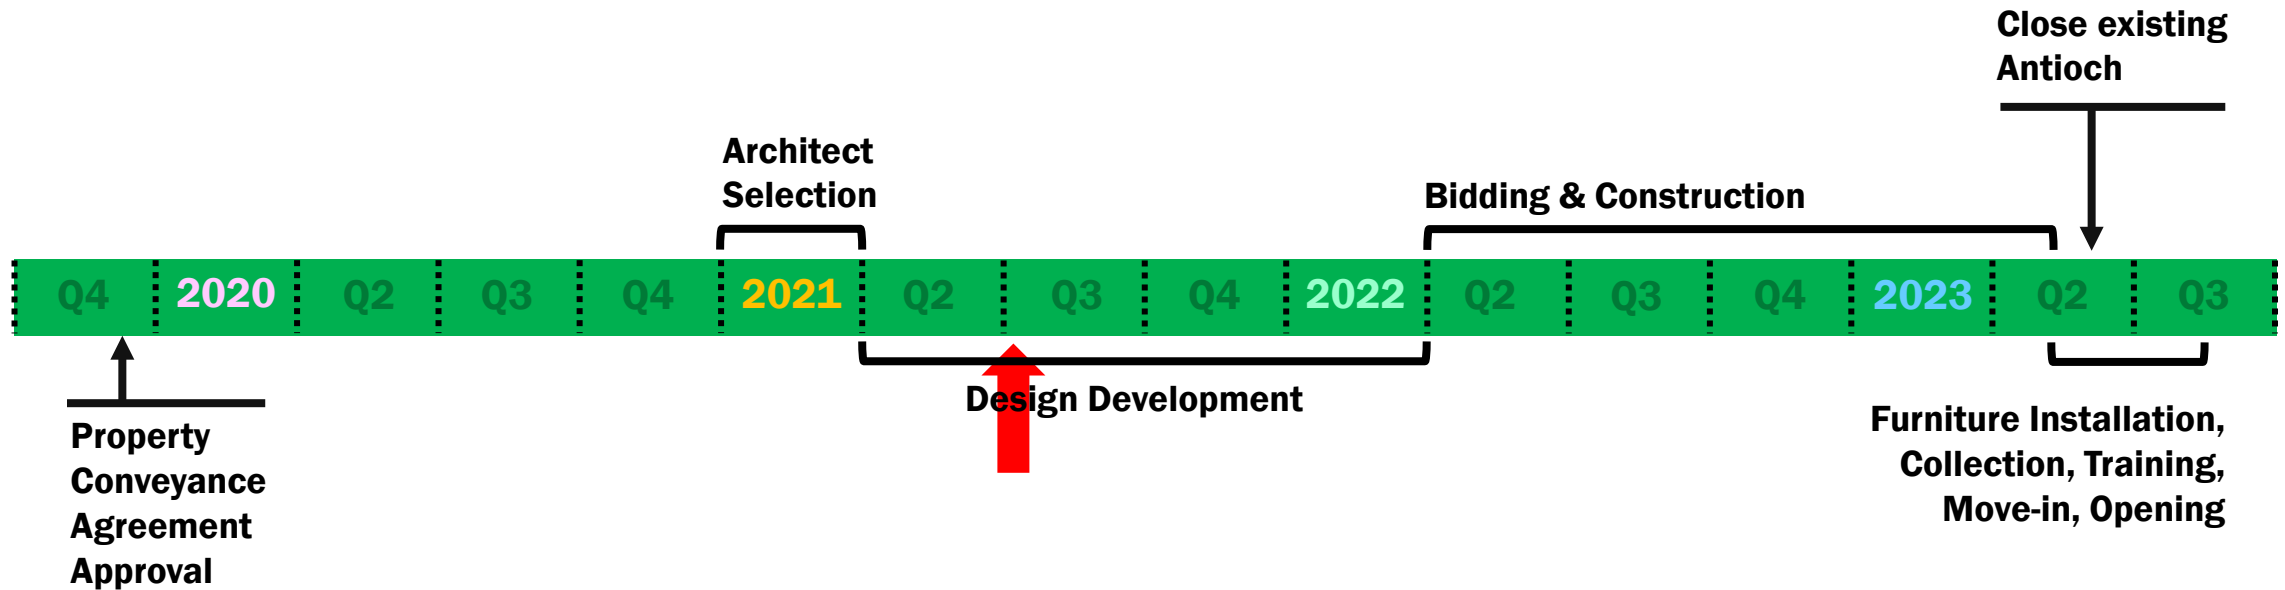 Close existing
Antioch
Architect
Selection
Bidding & Construction
Q4 2020 Q2 Q3 Q4 2021 Q2 Q3 Q4 2022 Q2 Q3 Q4 2023 Q2 Q3
Design Development
Property
Conveyance
Agreement
Approval
Furniture Installation,
Collection, Training,
Move-in, Opening